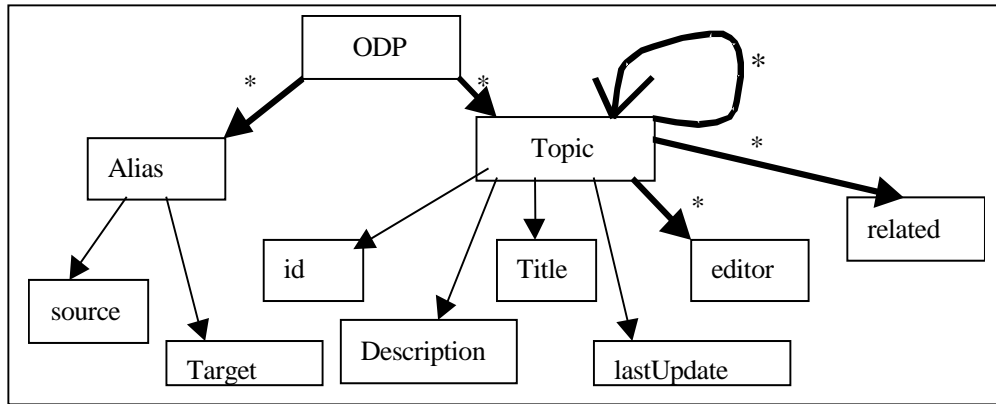 ODP
*
*
*
Alias
Topic
*
related
*
id
Title
editor
source
Description
Target
lastUpdate